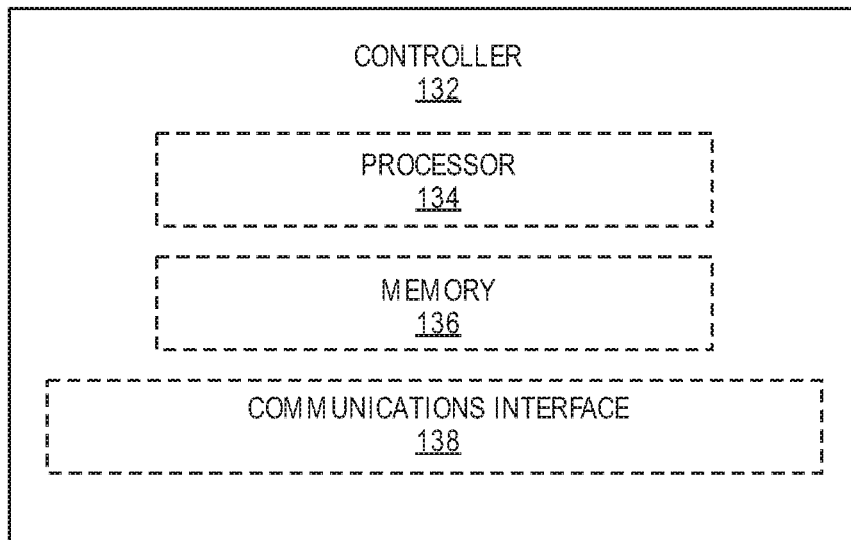 CONTROLLER
132
PROCESSOR
134
MEMORY
136
COMMUNICATIONS INTERFACE
138